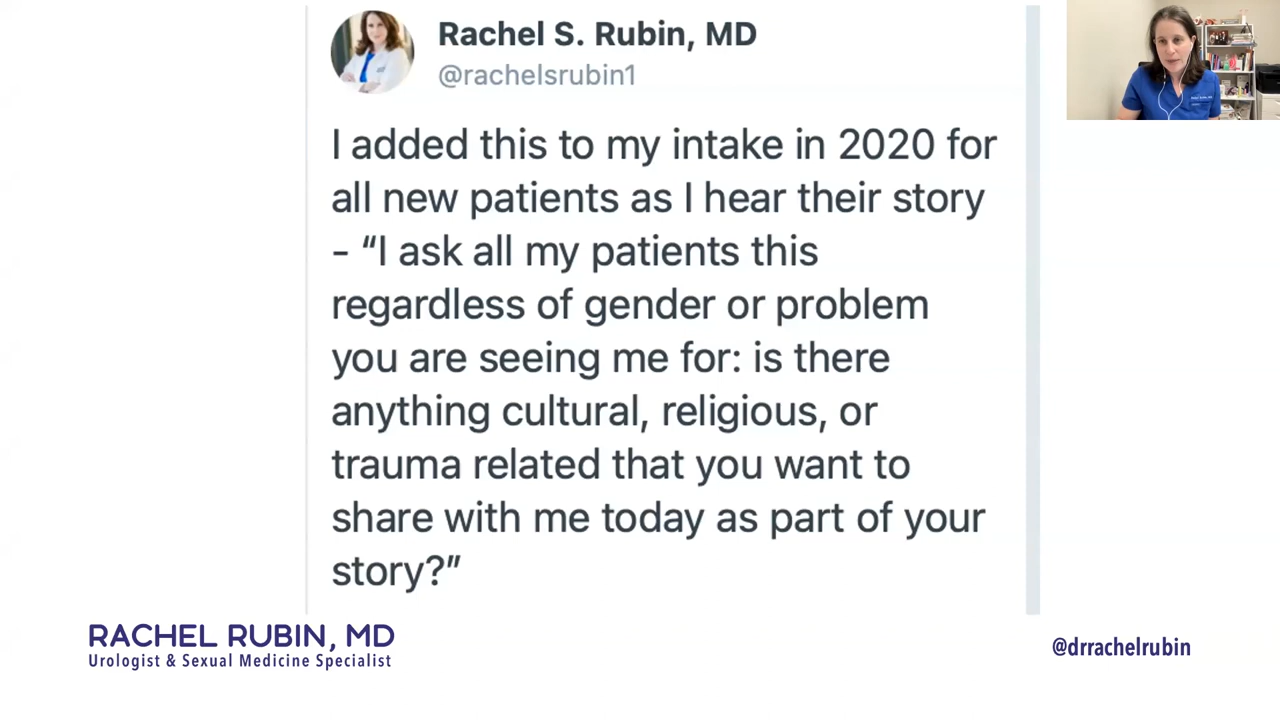 Rachel S. Rubin, MD
@rachelsrubin1
I added this to my intake in 2020 for
all new patients as I hear their story
- “I ask all my patients this
regardless of gender or problem
you are seeing me for: is there
anything cultural, religious, or
trauma related that you want to
share with me today as part of your
story?”
RACHEL RUBIN, MD
Urologist & Sexual Medicine Specialist
@drrachelrubin